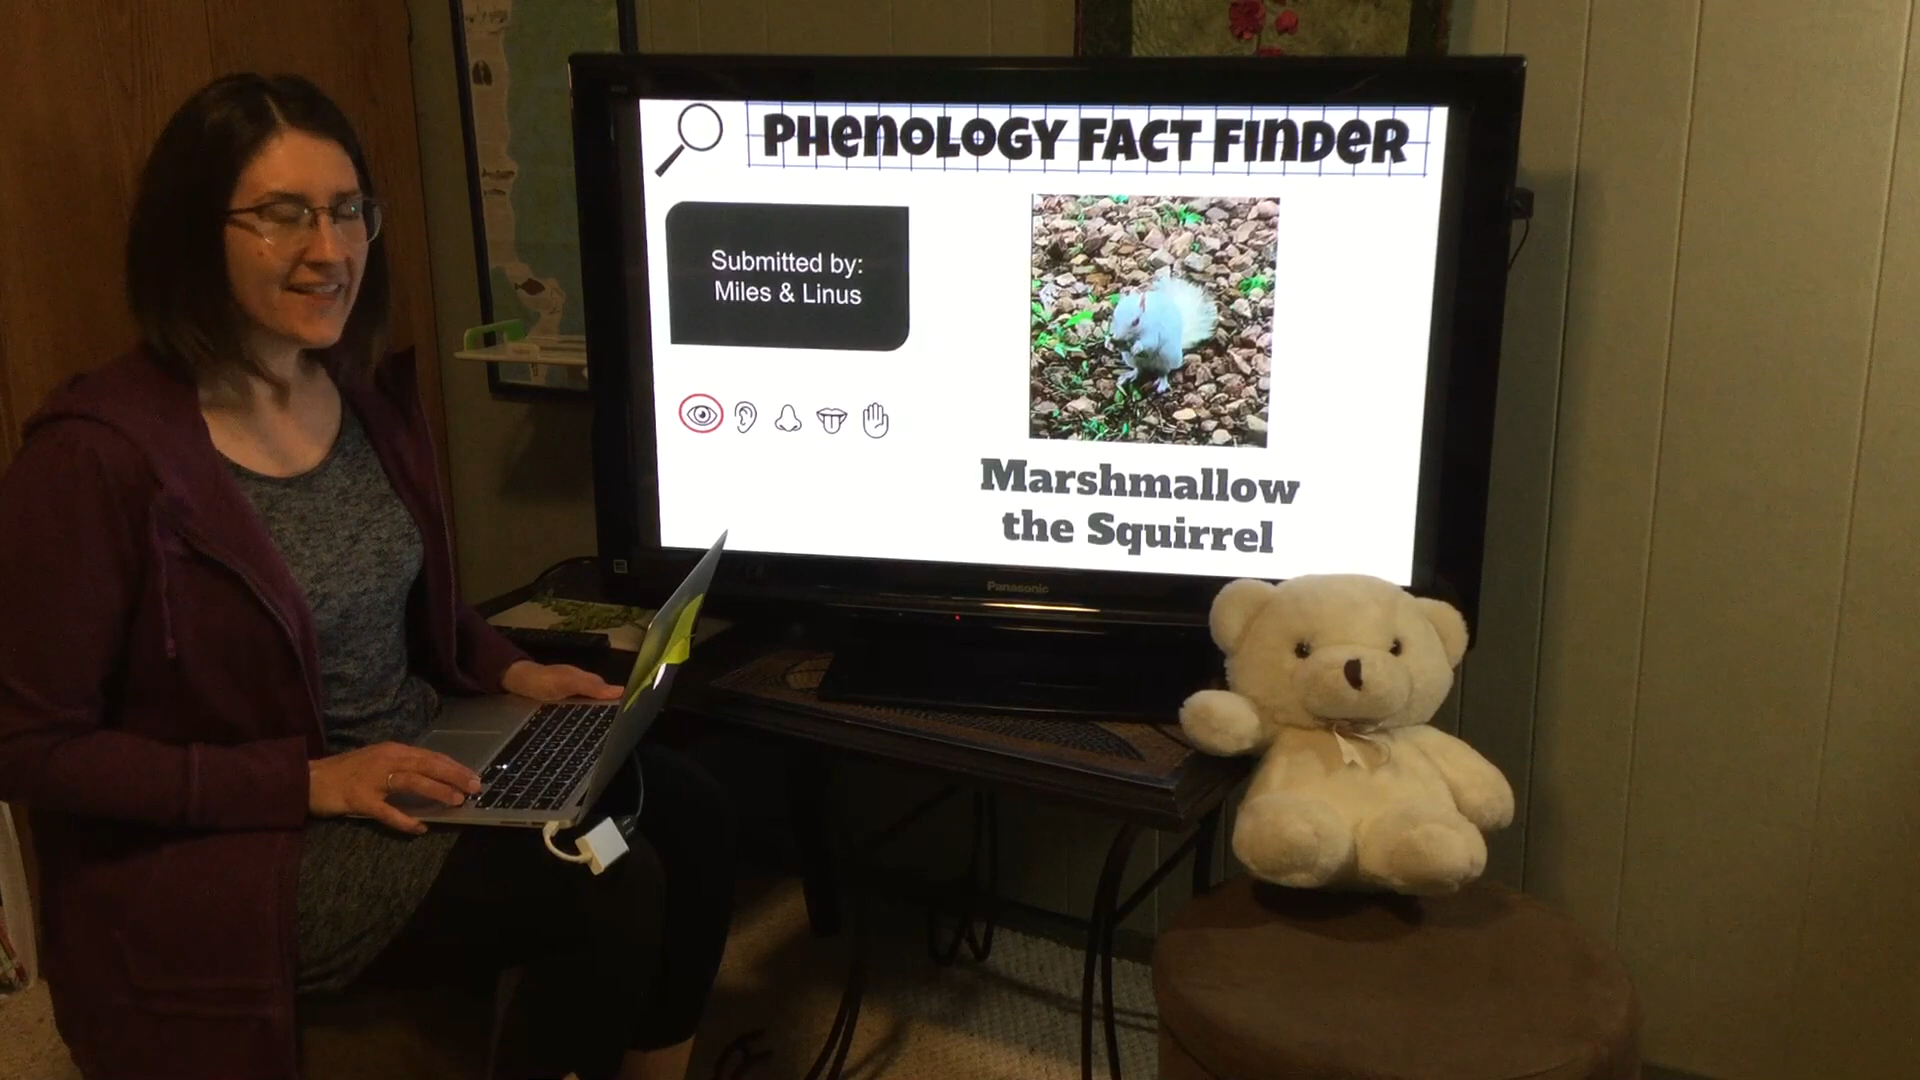 PHENOLOGY FACT FINDER
Submitted by:
Miles & Linus
Marshmallow
the Squirrel
Panasonic